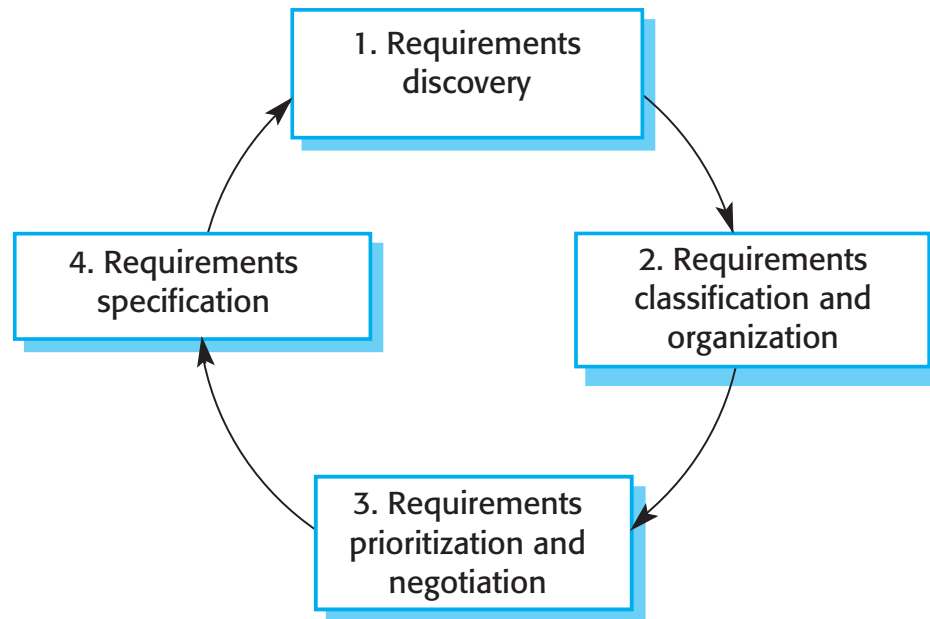 1. Requirements
discovery
2. Requirements
classification and
organization
3. Requirements
prioritization and
negotiation
4. Requirements
specification